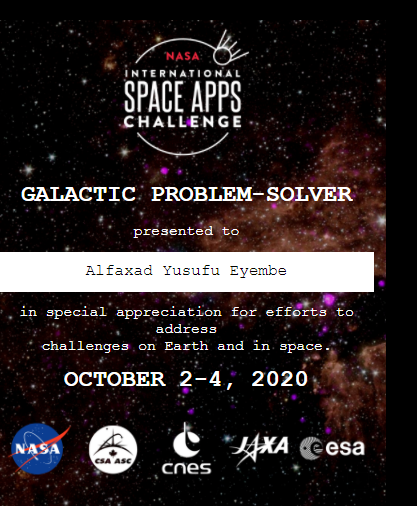 NASA
INTERNATIONAL
SPACE APPS
CHALLENGE
GALACTIC PROBLEM-SOLVER
presented to
Alfaxad Yusufu Eyembe
in special appreciation for efforts to
address
challenges on Earth and in space.
OCTOBER 2-4, 2020
NASA
CSA ASC
cnes
JAXA
esa